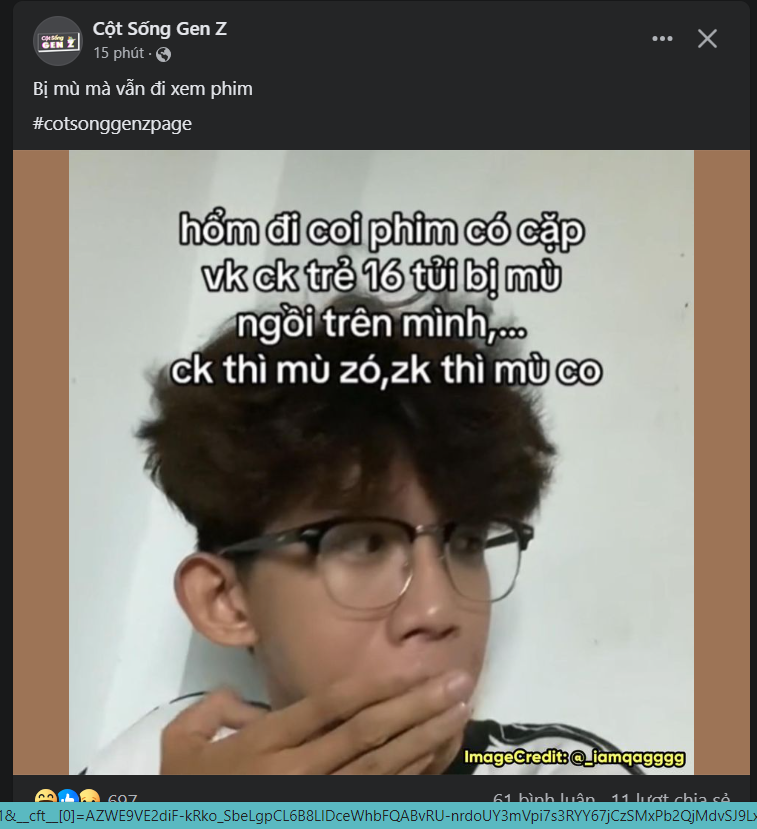 Cột Sống Gen Z
15 phút ·
Bị mù mà vẫn đi xem phim
#cotsonggenzpage
hổm đi coi phim có cặp
vk ck trẻ 16 tủi bị mù
ngồi trên mình,...
ck thì mù zó,zk thì mù co
ImageCredit: @_iamqagggg
697
61 bình luận 11 lượt chia sẻ